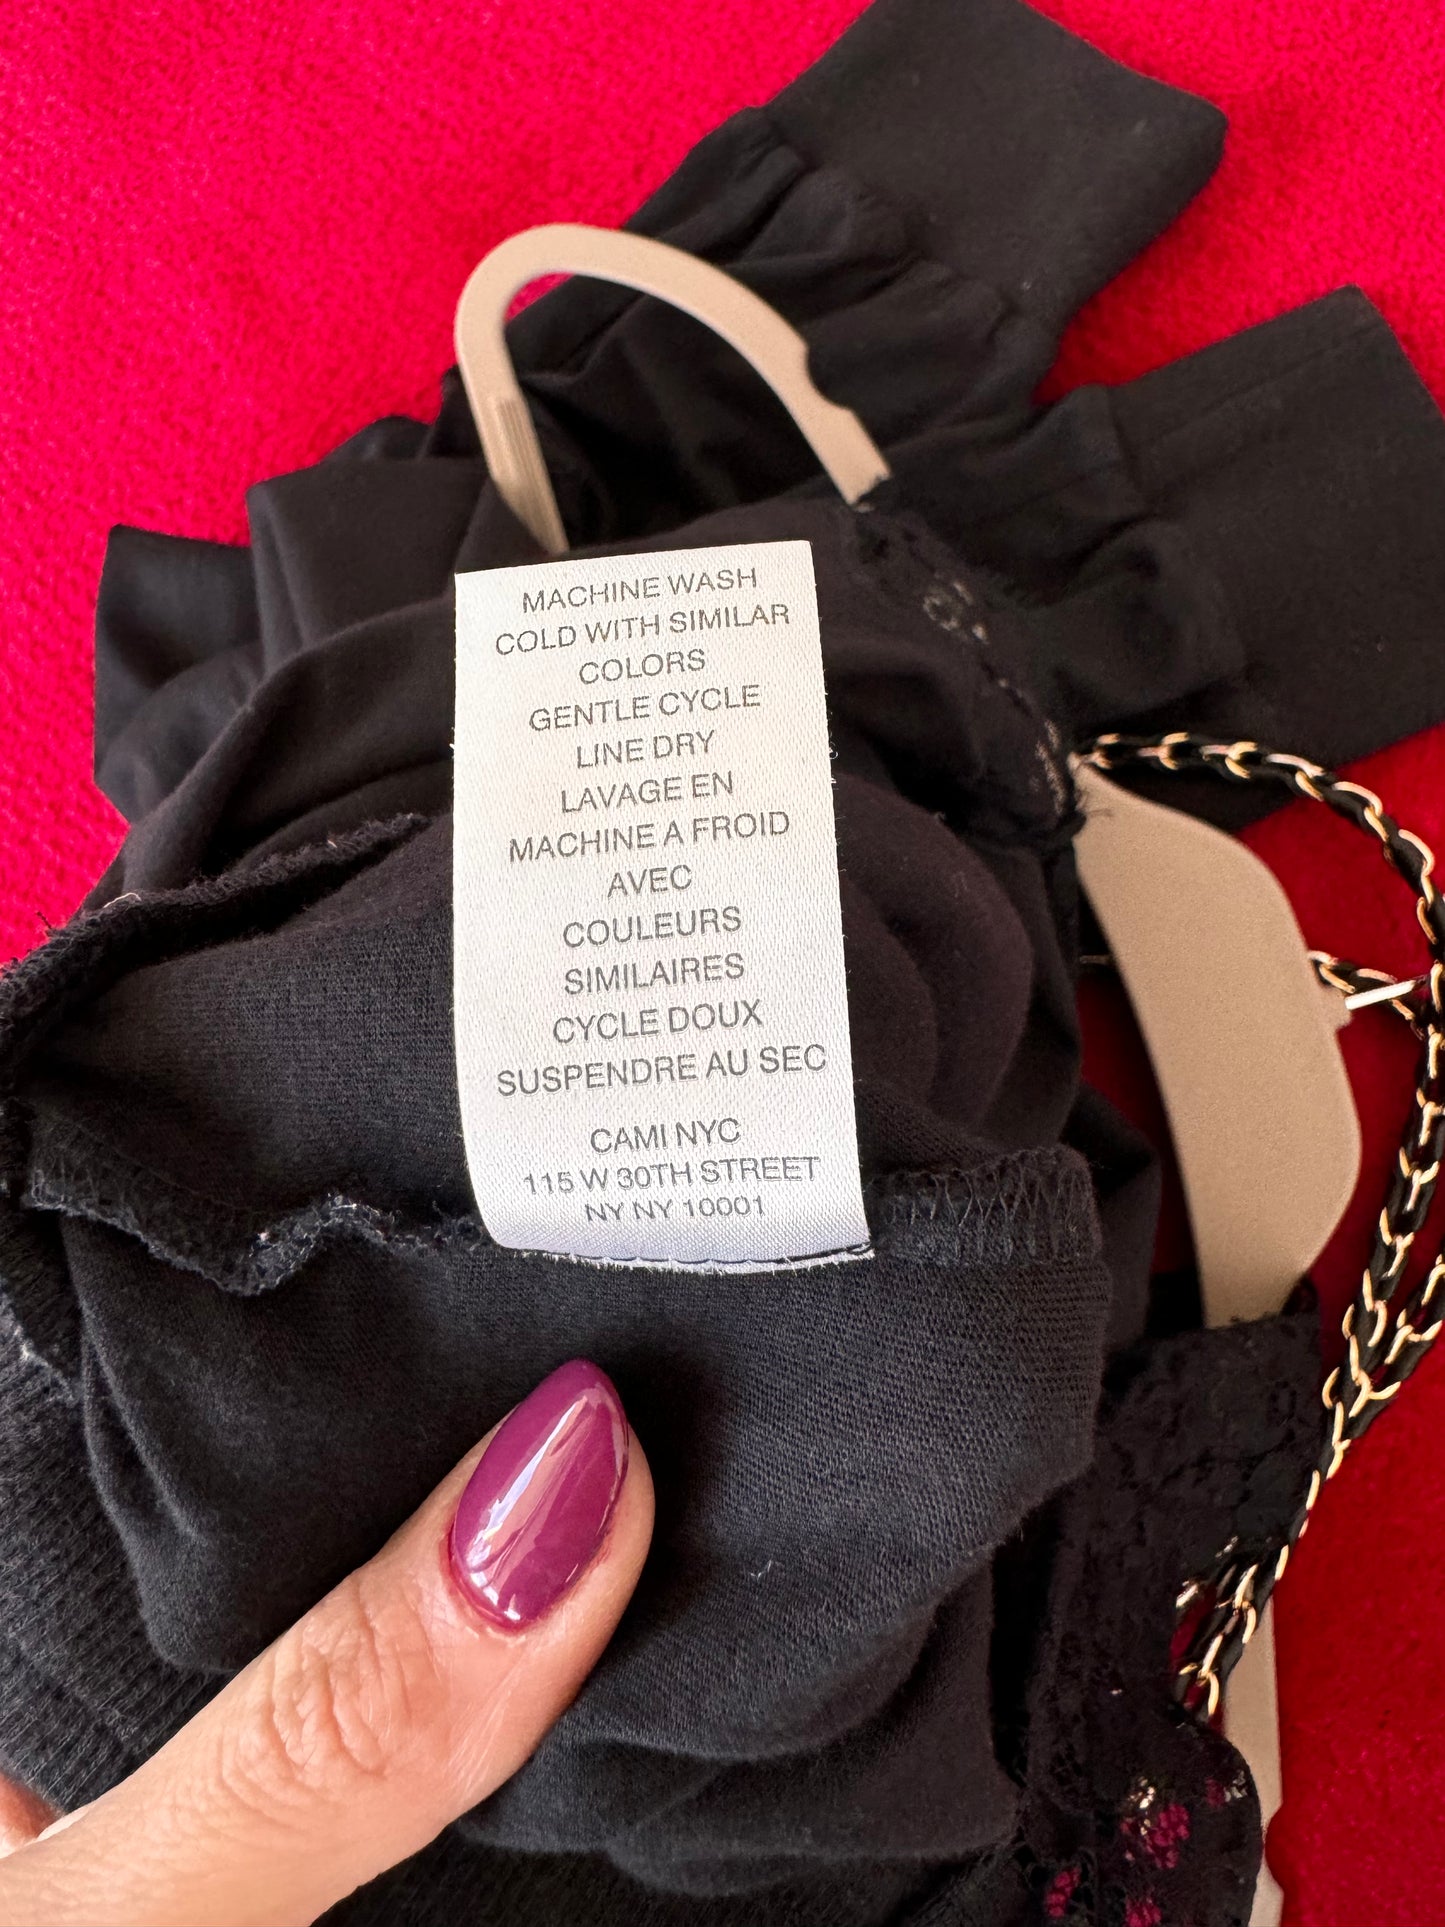 MACHINE WASH
COLD WITH SIMILAR
COLORS
GENTLE CYCLE
LINE DRY
LAVAGE EN
MACHINE A FROID
AVEC
COULEURS
SIMILAIRES
CYCLE DOUX
SUSPENDRE AU SEC
CAMI NYC
115 W 30TH STREET
NY NY 10001